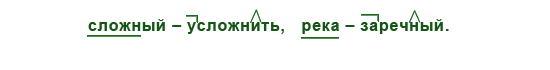 сложный – усложнить,   река – заречный.